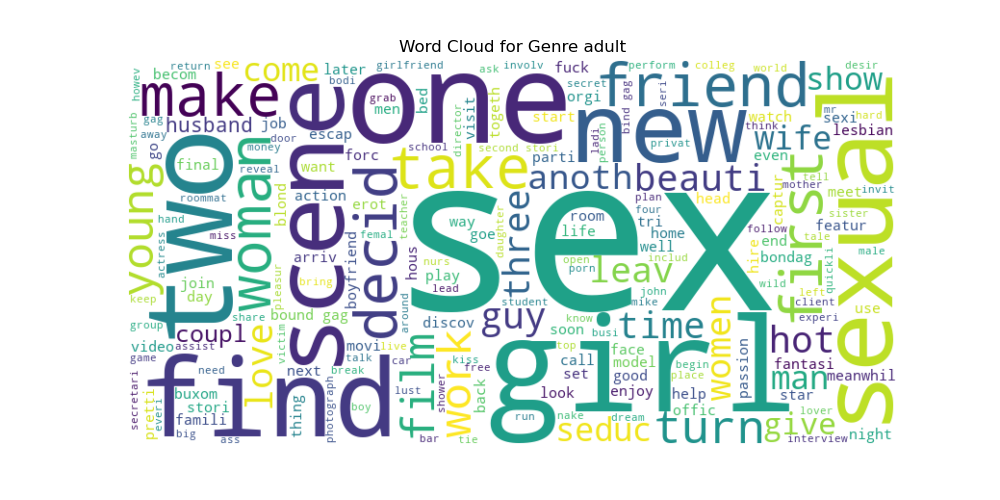 Word Cloud for Genre adult
howev
return
see
come
later
girlfriend
ask
involv
fuck
perform
colleg
world
desir
becom
bodi
make
one
friend
show
secret
seri
orgi
masturb
gag
away
go
husband
job
door
escap
grab
men
bed
director
visit
togeth
start
ladi
person
bind gag
new
watch
think
wife
mr
sexi
hard
lesbian
final
money
reveal
want
forc
school
second stori
parti
privat
even
young
two
woman
scene
decid
take
anoth
beauti
first
sexual
roommat
blond
action
erot
teacher
plan
head
captur
mother
tell
invit
hand
actress
miss
femal
boyfriend
way
goe
daughter
three
room
life
four
tri
home
well
follow
sister
meet
featur
tale
male
pleasur
arriv
hous
nurs
play
lead
sex
open
porn
includ
leav
hire
end
bondag
wild
quickli
join
day
keep
bring
share
bound gag
around
student
john
mike
left
client
experi
use
group
coupl
love
victim
movi
live
discov
guy
know
soon
busi
time
women
hot
video
assist
game
next
talk
break
car
film
work
kiss
free
top
call
set
face
model
good
enjoy
begin
place
passion
fantasi
man
meanwhil
secretari
pretti
everi
need
buxom
stori
famili
big
ass
find
thing
photograph
boy
lust
shower
back
look
girl
run
nake
dream
help
offic
star
lover
bar
tie
seduc
turn
give
interview
night